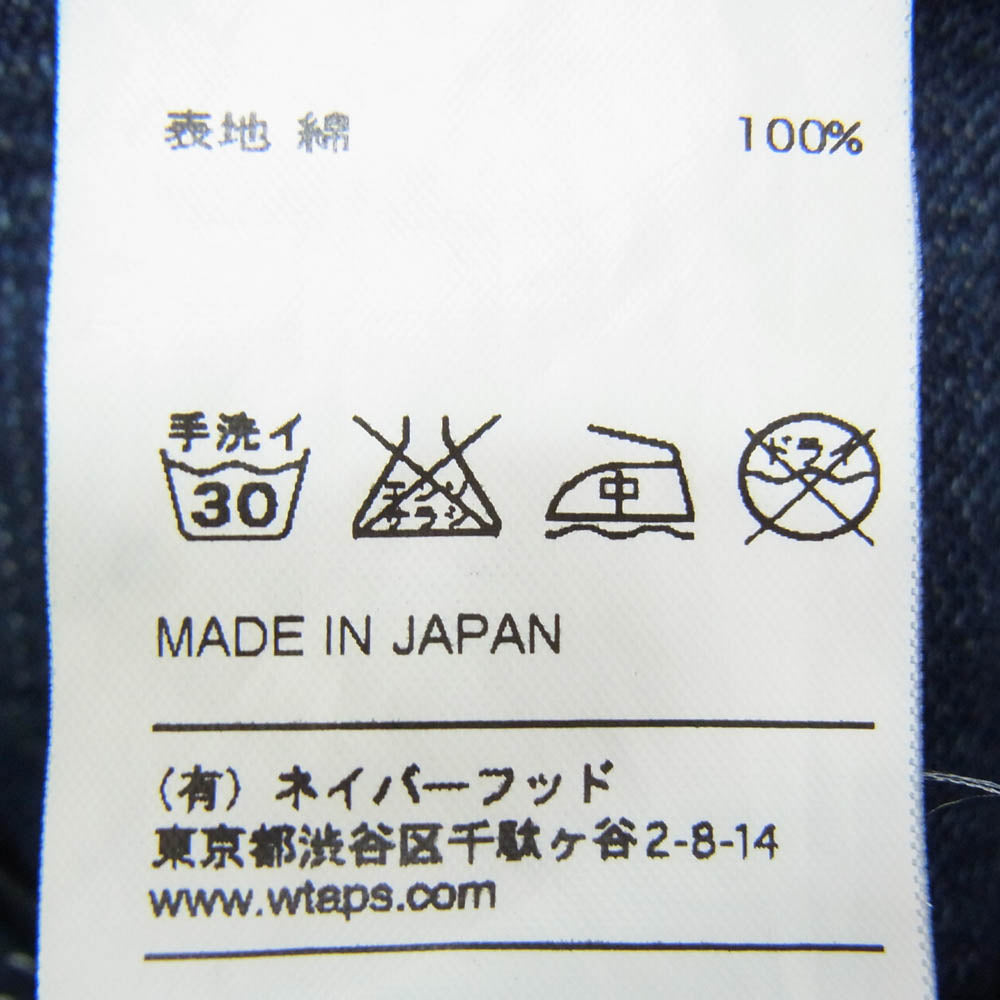 表地 綿 100%
手洗イ エンソ サラシ 中 ドライ
30
MADE IN JAPAN
(有) ネイバーフッド
東京都渋谷区千駄ヶ谷2-8-14
www.wtaps.com